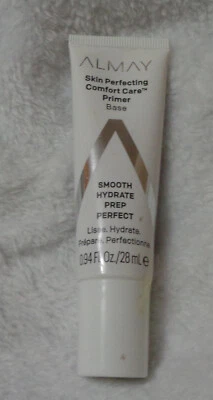 ALMAY
Skin Perfecting
Comfort Care™
Primer
Base
SMOOTH
HYDRATE
PREP
PERFECT
Lisse, Hydrate,
Prépare, Perfectionne
0.94 Fl. Oz./28 mL e